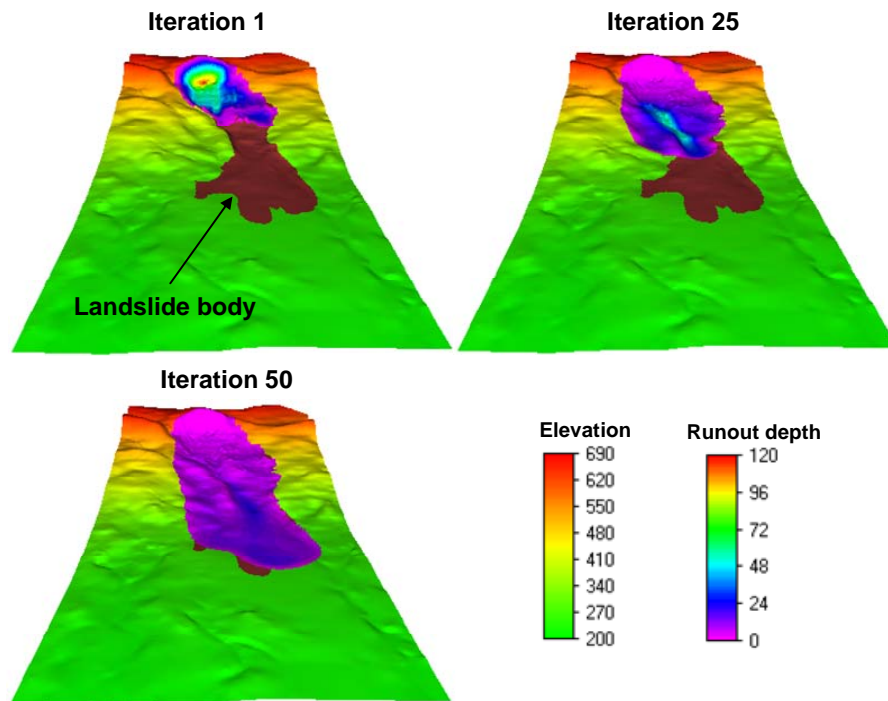 Iteration 1
Iteration 25
Landslide body
Iteration 50
Elevation
690
620
550
480
410
340
270
200
Runout depth
120
96
72
48
24
0